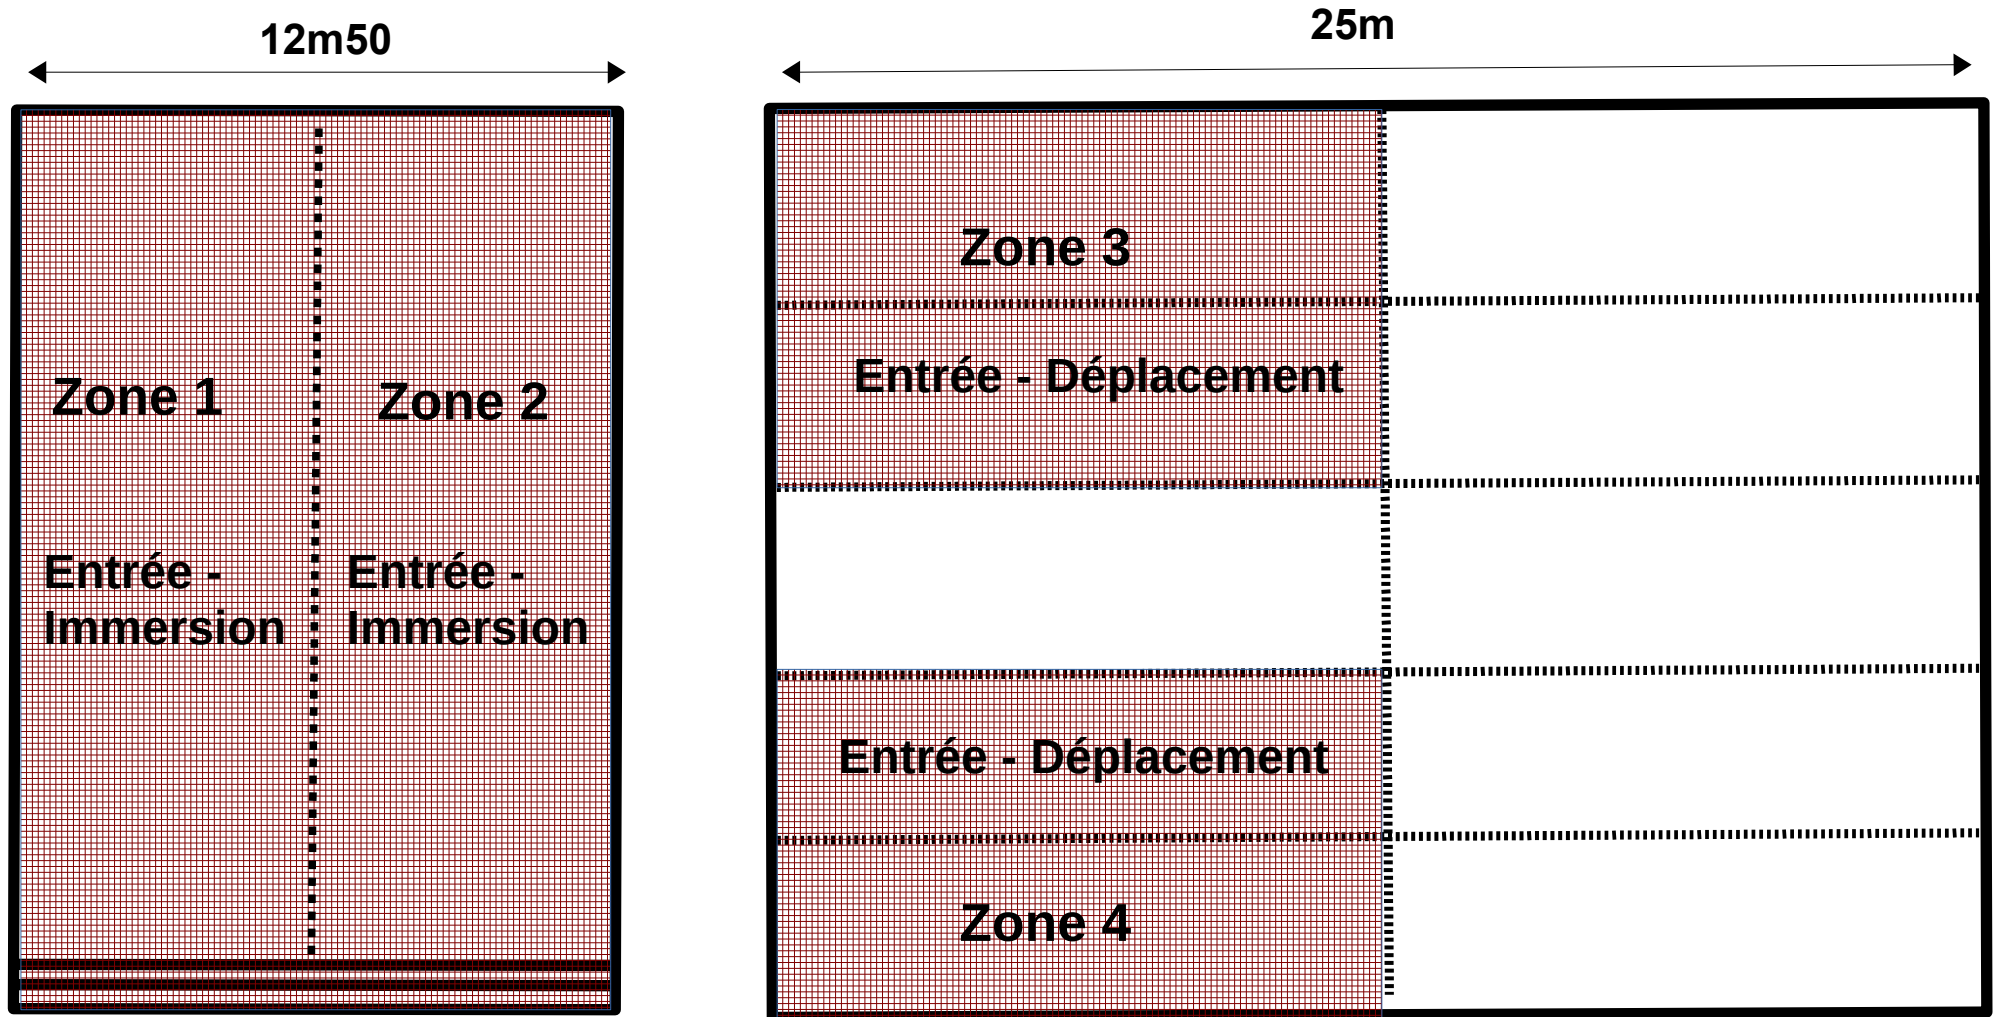 12m50
25m
Zone 1
Zone 2
Entrée -
Immersion
Entrée -
Immersion
Zone 3
Entrée - Déplacement
Entrée - Déplacement
Zone 4